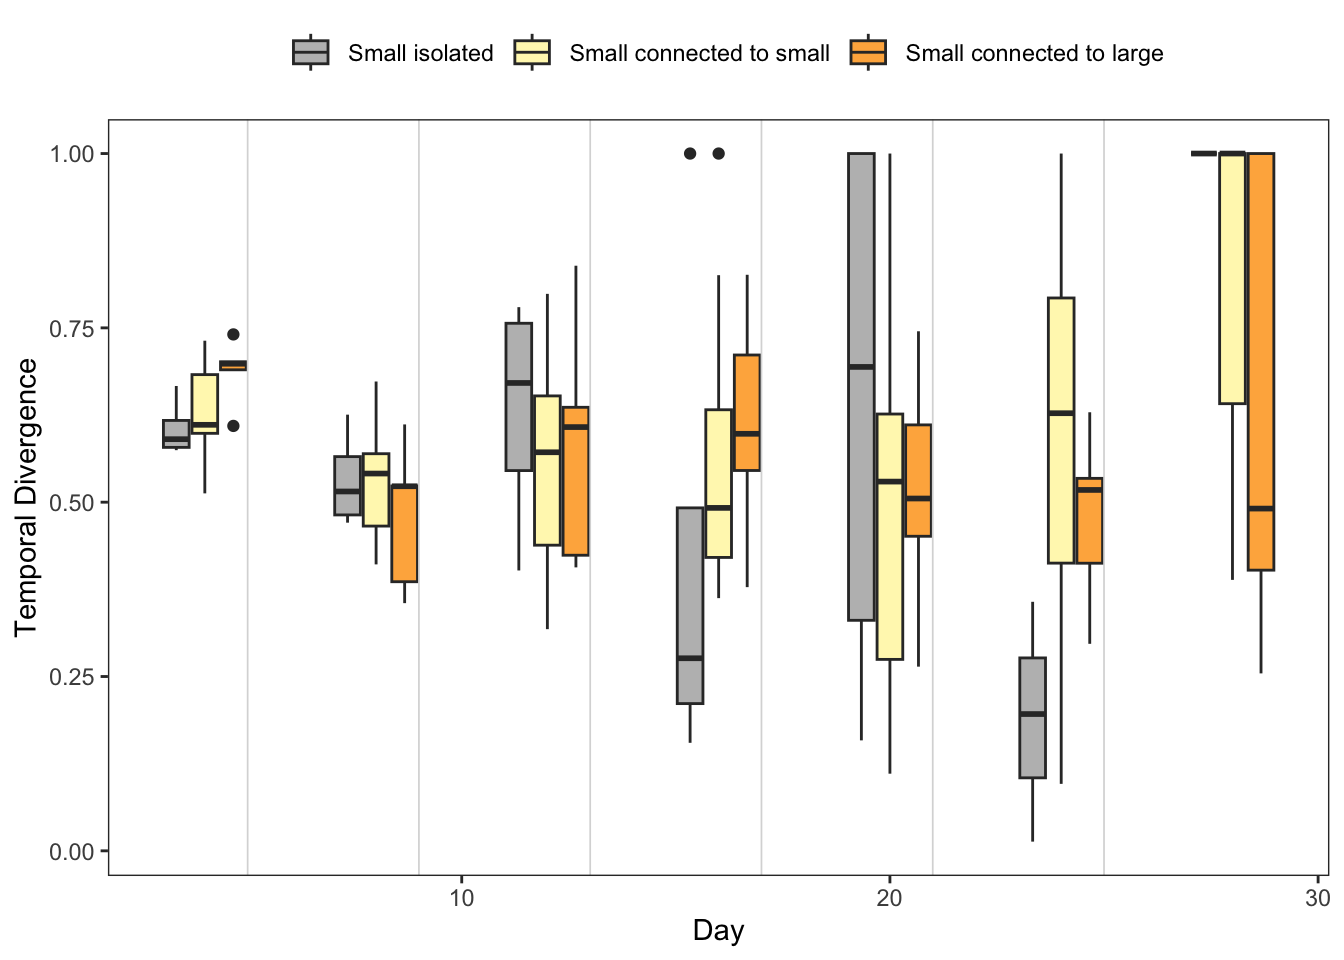 Small isolated Small connected to small Small connected to large
Temporal Divergence
1.00
0.75
0.50
0.25
0.00
10 20 30
Day